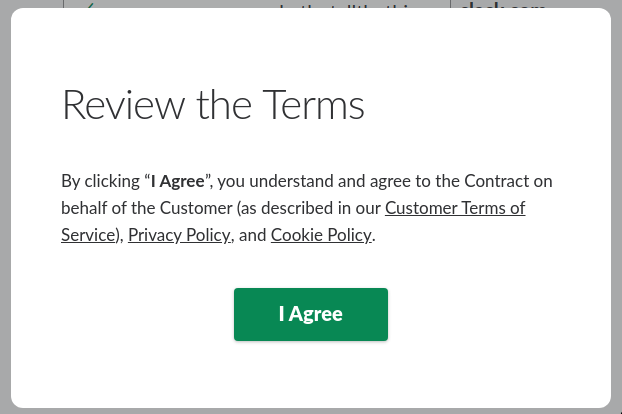 Review the Terms
By clicking “I Agree”, you understand and agree to the Contract on
behalf of the Customer (as described in our Customer Terms of
Service), Privacy Policy, and Cookie Policy.
I Agree